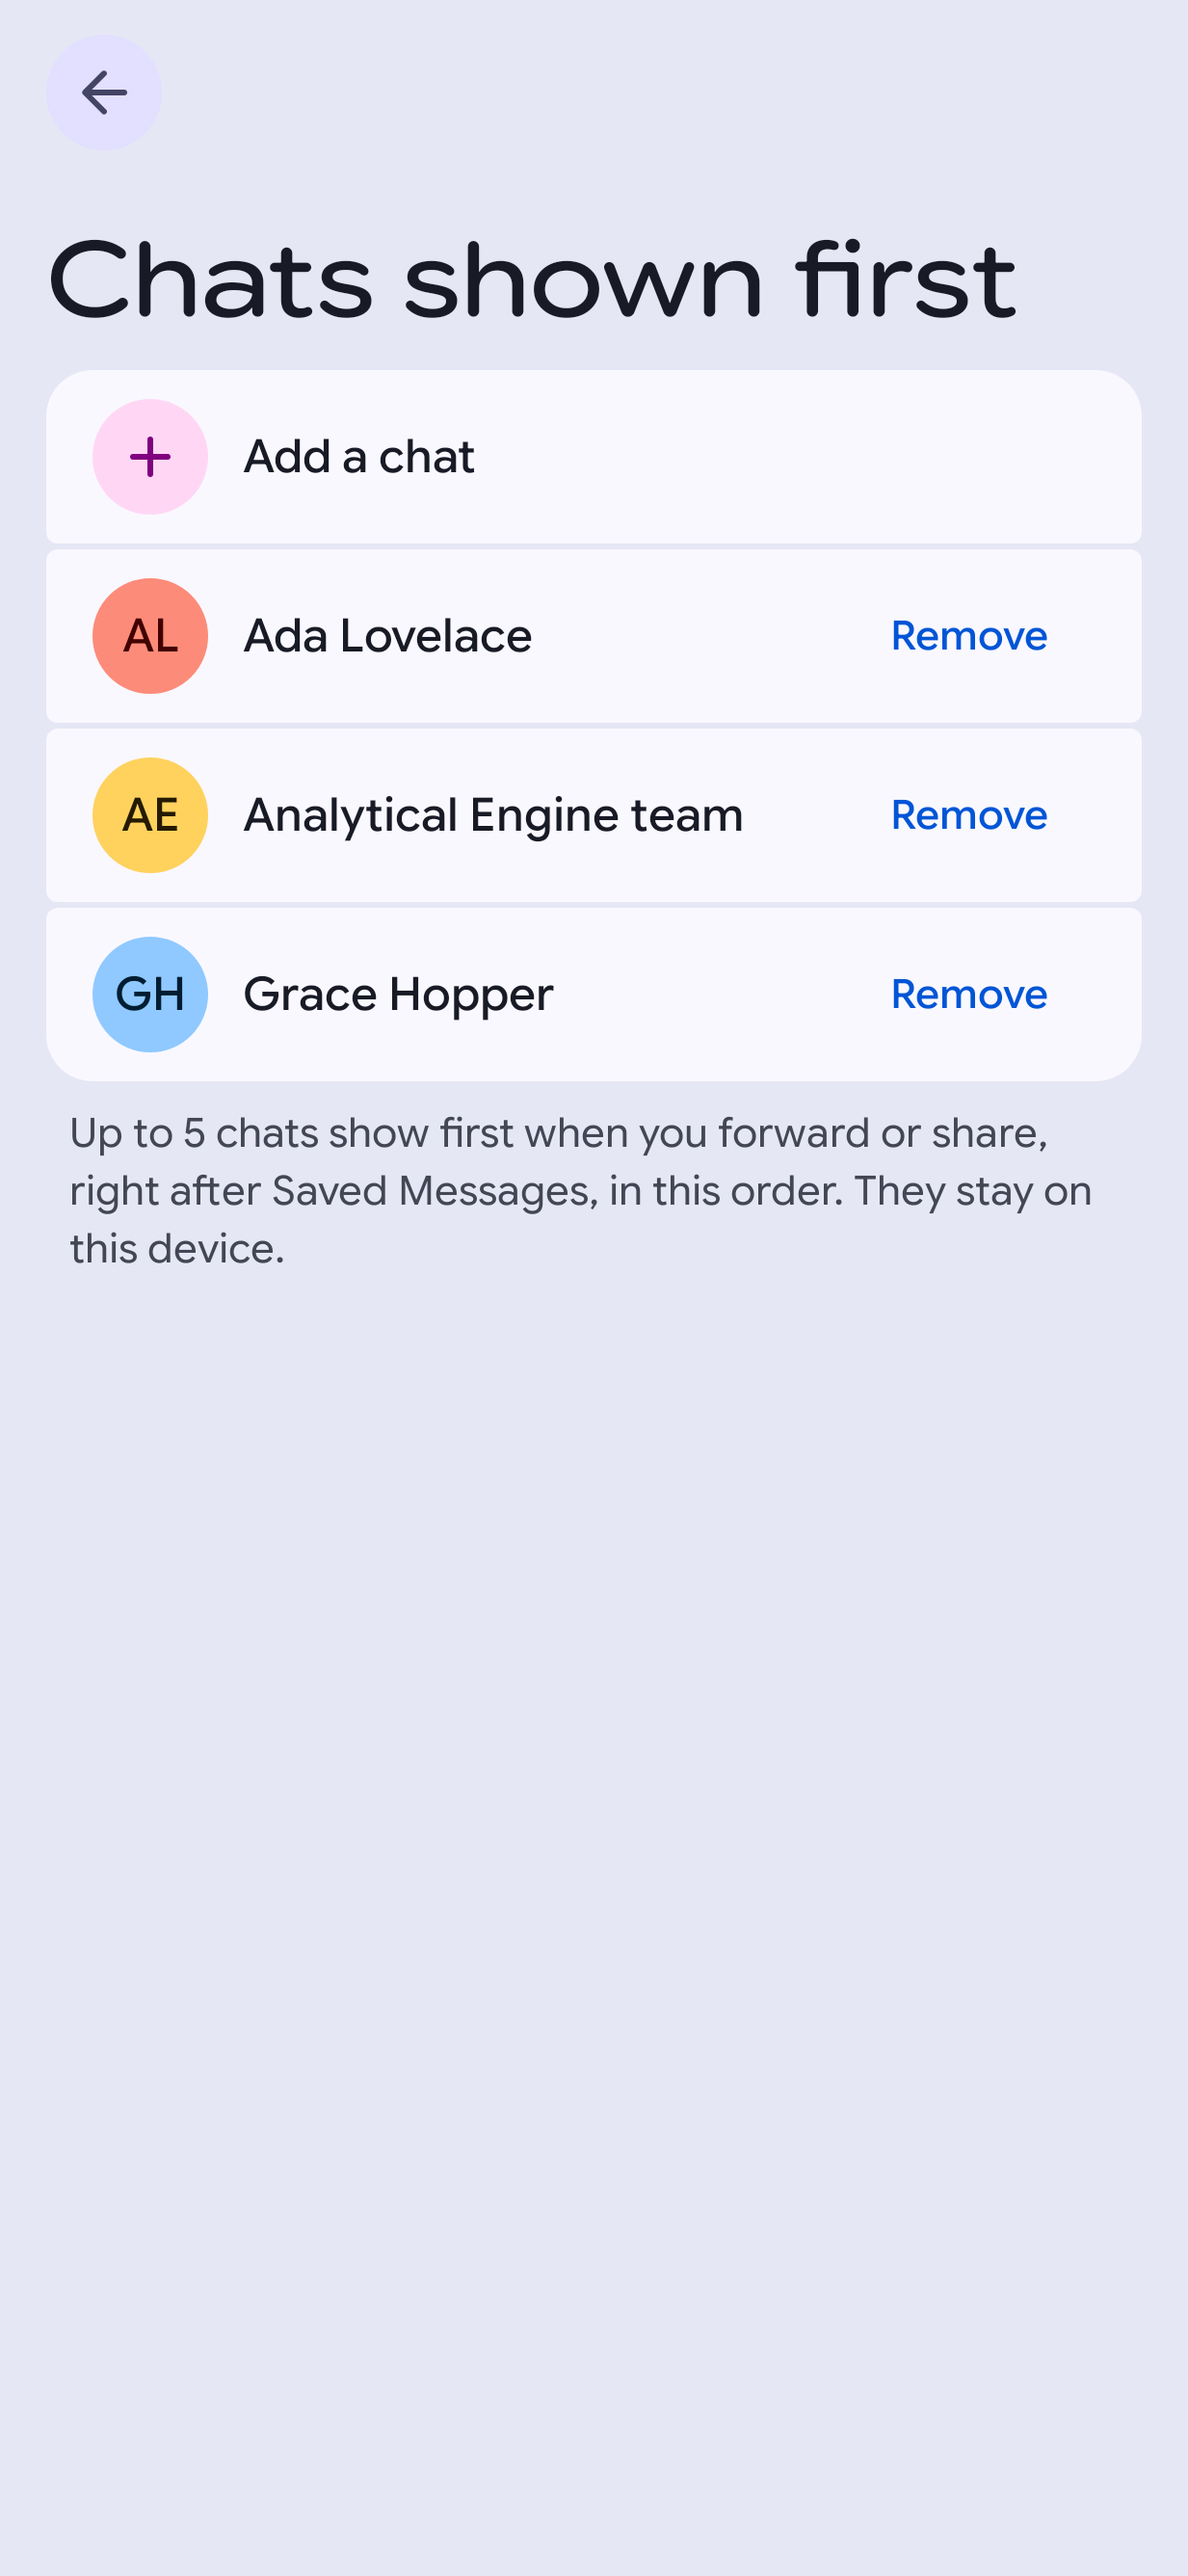 Chats shown first
Add a chat
AL Ada Lovelace Remove
AE Analytical Engine team Remove
GH Grace Hopper Remove
Up to 5 chats show first when you forward or share,
right after Saved Messages, in this order. They stay on
this device.